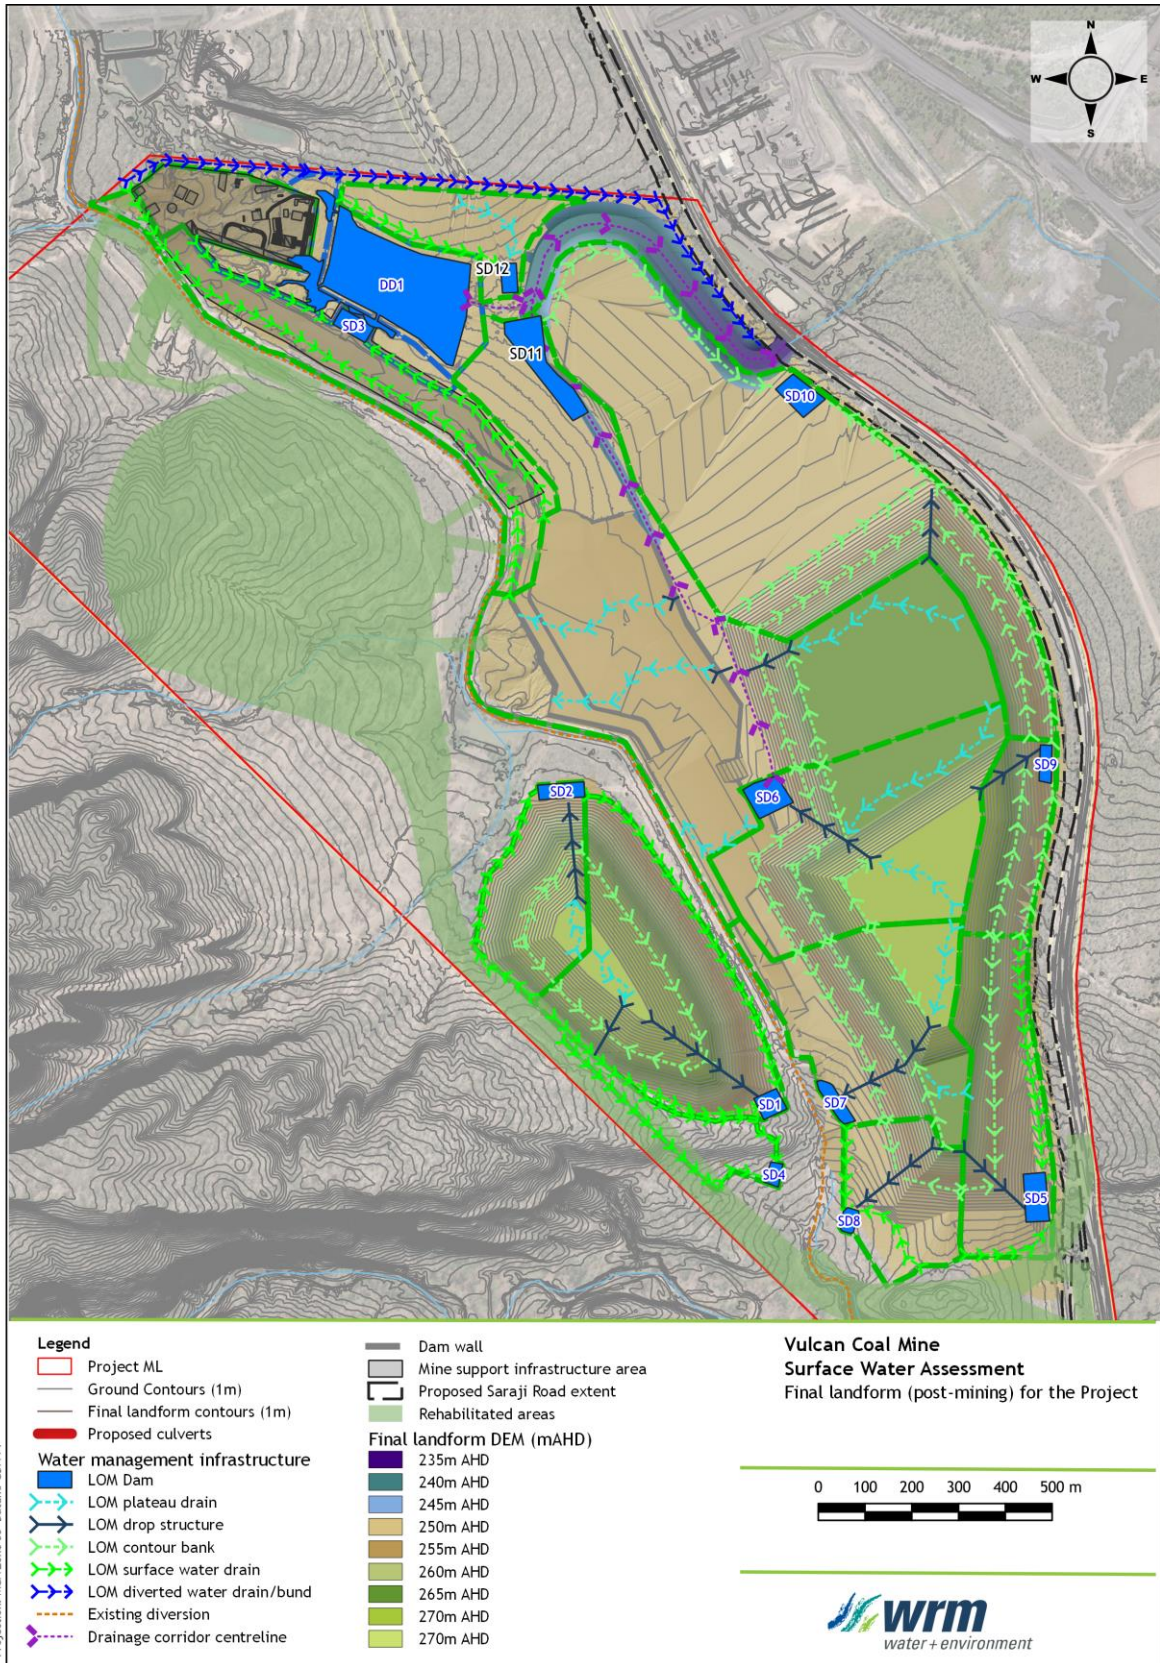 N
W E
S
SD12
DD1
SD3
SD11
SD10
SD9
SD2
SD6
SD1
SD7
SD4
SD5
SD8
Legend
Project ML
Ground Contours (1m)
Final landform contours (1m)
Proposed culverts
Water management infrastructure
LOM Dam
LOM plateau drain
LOM drop structure
LOM contour bank
LOM surface water drain
LOM diverted water drain/bund
Existing diversion
Drainage corridor centreline
Dam wall
Mine support infrastructure area
Proposed Saraji Road extent
Rehabilitated areas
Final landform DEM (mAHD)
235m AHD
240m AHD
245m AHD
250m AHD
255m AHD
260m AHD
265m AHD
270m AHD
270m AHD
Vulcan Coal Mine
Surface Water Assessment
Final landform (post-mining) for the Project
0 100 200 300 400 500 m
wrm
water + environment